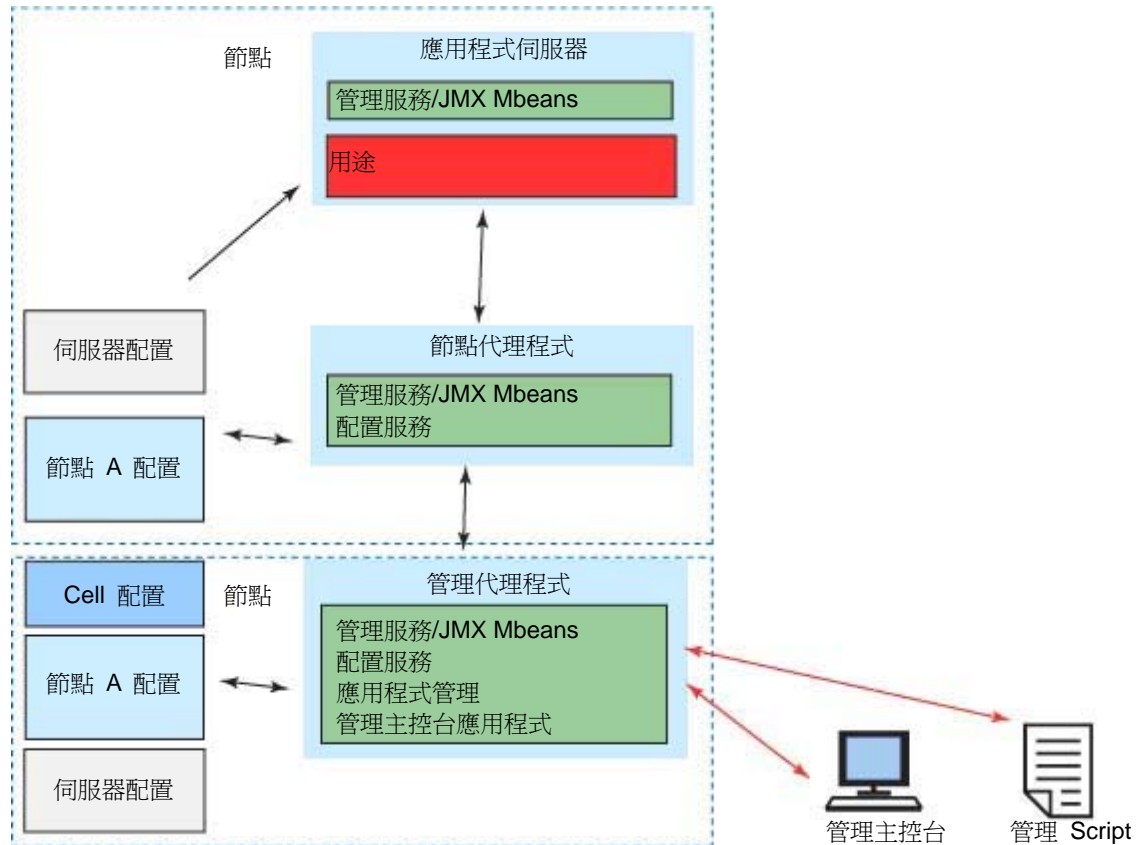 節點
應用程式伺服器
管理服務/JMX Mbeans
用途
伺服器配置
節點 A 配置
節點代理程式
管理服務/JMX Mbeans
配置服務
Cell 配置
節點 A 配置
伺服器配置
節點
管理代理程式
管理服務/JMX Mbeans
配置服務
應用程式管理
管理主控台應用程式
管理主控台
管理 Script